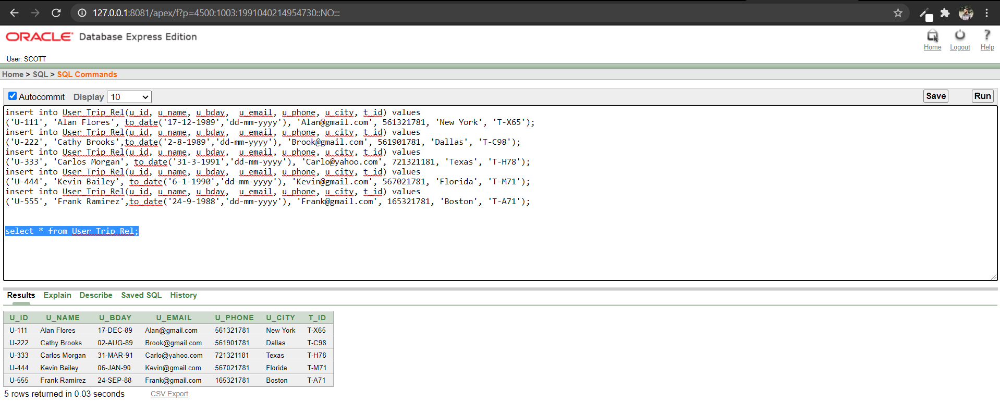 127.0.0.1:8081/apex/f?p=4500:1003:1991040214954730::NO:::
ORACLE Database Express Edition
Home Logout Help
User: SCOTT
Home > SQL > SQL Commands
Autocommit Display 10 Save Run
insert into User_Trip_Rel(u_id, u_name, u_bday,  u_email, u_phone, u_city, t_id) values
('U-111', 'Alan Flores', to_date('17-12-1989','dd-mm-yyyy'), 'Alan@gmail.com', 561321781, 'New York', 'T-X65');
insert into User_Trip_Rel(u_id, u_name, u_bday,  u_email, u_phone, u_city, t_id) values
('U-222', 'Cathy Brooks',to_date('2-8-1989','dd-mm-yyyy'), 'Brook@gmail.com', 561901781, 'Dallas', 'T-C98');
insert into User_Trip_Rel(u_id, u_name, u_bday,  u_email, u_phone, u_city, t_id) values
('U-333', 'Carlos Morgan', to_date('31-3-1991','dd-mm-yyyy'), 'Carlo@yahoo.com', 721321181, 'Texas', 'T-H78');
insert into User_Trip_Rel(u_id, u_name, u_bday,  u_email, u_phone, u_city, t_id) values
('U-444', 'Kevin Bailey', to_date('6-1-1990','dd-mm-yyyy'), 'Kevin@gmail.com', 567021781, 'Florida', 'T-M71');
insert into User_Trip_Rel(u_id, u_name, u_bday,  u_email, u_phone, u_city, t_id) values
('U-555', 'Frank Ramirez',to_date('24-9-1988','dd-mm-yyyy'), 'Frank@gmail.com', 165321781, 'Boston', 'T-A71');
select * from User_Trip_Rel;
Results Explain Describe Saved SQL History
U_ID U_NAME U_BDAY U_EMAIL U_PHONE U_CITY T_ID
U-111 Alan Flores 17-DEC-89 Alan@gmail.com 561321781 New York T-X65
U-222 Cathy Brooks 02-AUG-89 Brook@gmail.com 561901781 Dallas T-C98
U-333 Carlos Morgan 31-MAR-91 Carlo@yahoo.com 721321181 Texas T-H78
U-444 Kevin Bailey 06-JAN-90 Kevin@gmail.com 567021781 Florida T-M71
U-555 Frank Ramirez 24-SEP-88 Frank@gmail.com 165321781 Boston T-A71
5 rows returned in 0.03 seconds CSV Export